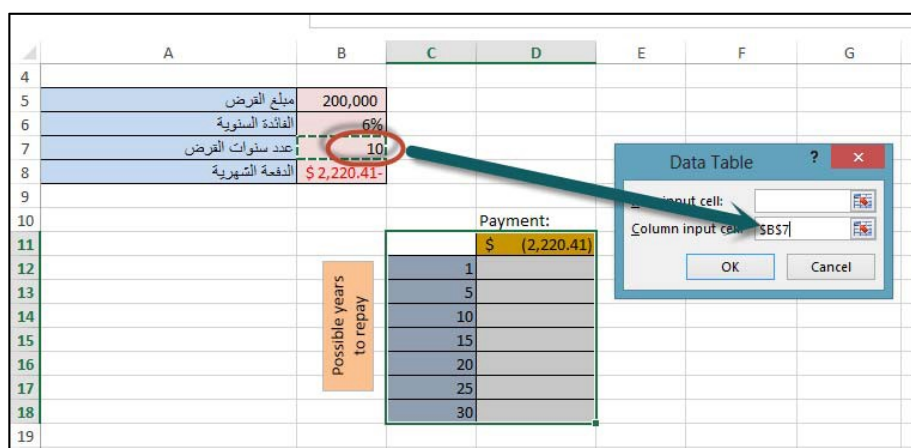 A B C D E F G
4
5 مبلغ القرض 200,000
6 الفائدة السنوية 6%
7 عدد سنوات القرض 10
8 الدفعة الشهرية $ 2,220.41-
9
10 Payment:
11 $ (2,220.41)
12 1
13 5
14 10
15 15
16 20
17 25
18 30
19
Possible years
to repay
Data Table ? ×
input cell:
Column input cell: $B$7
OK Cancel